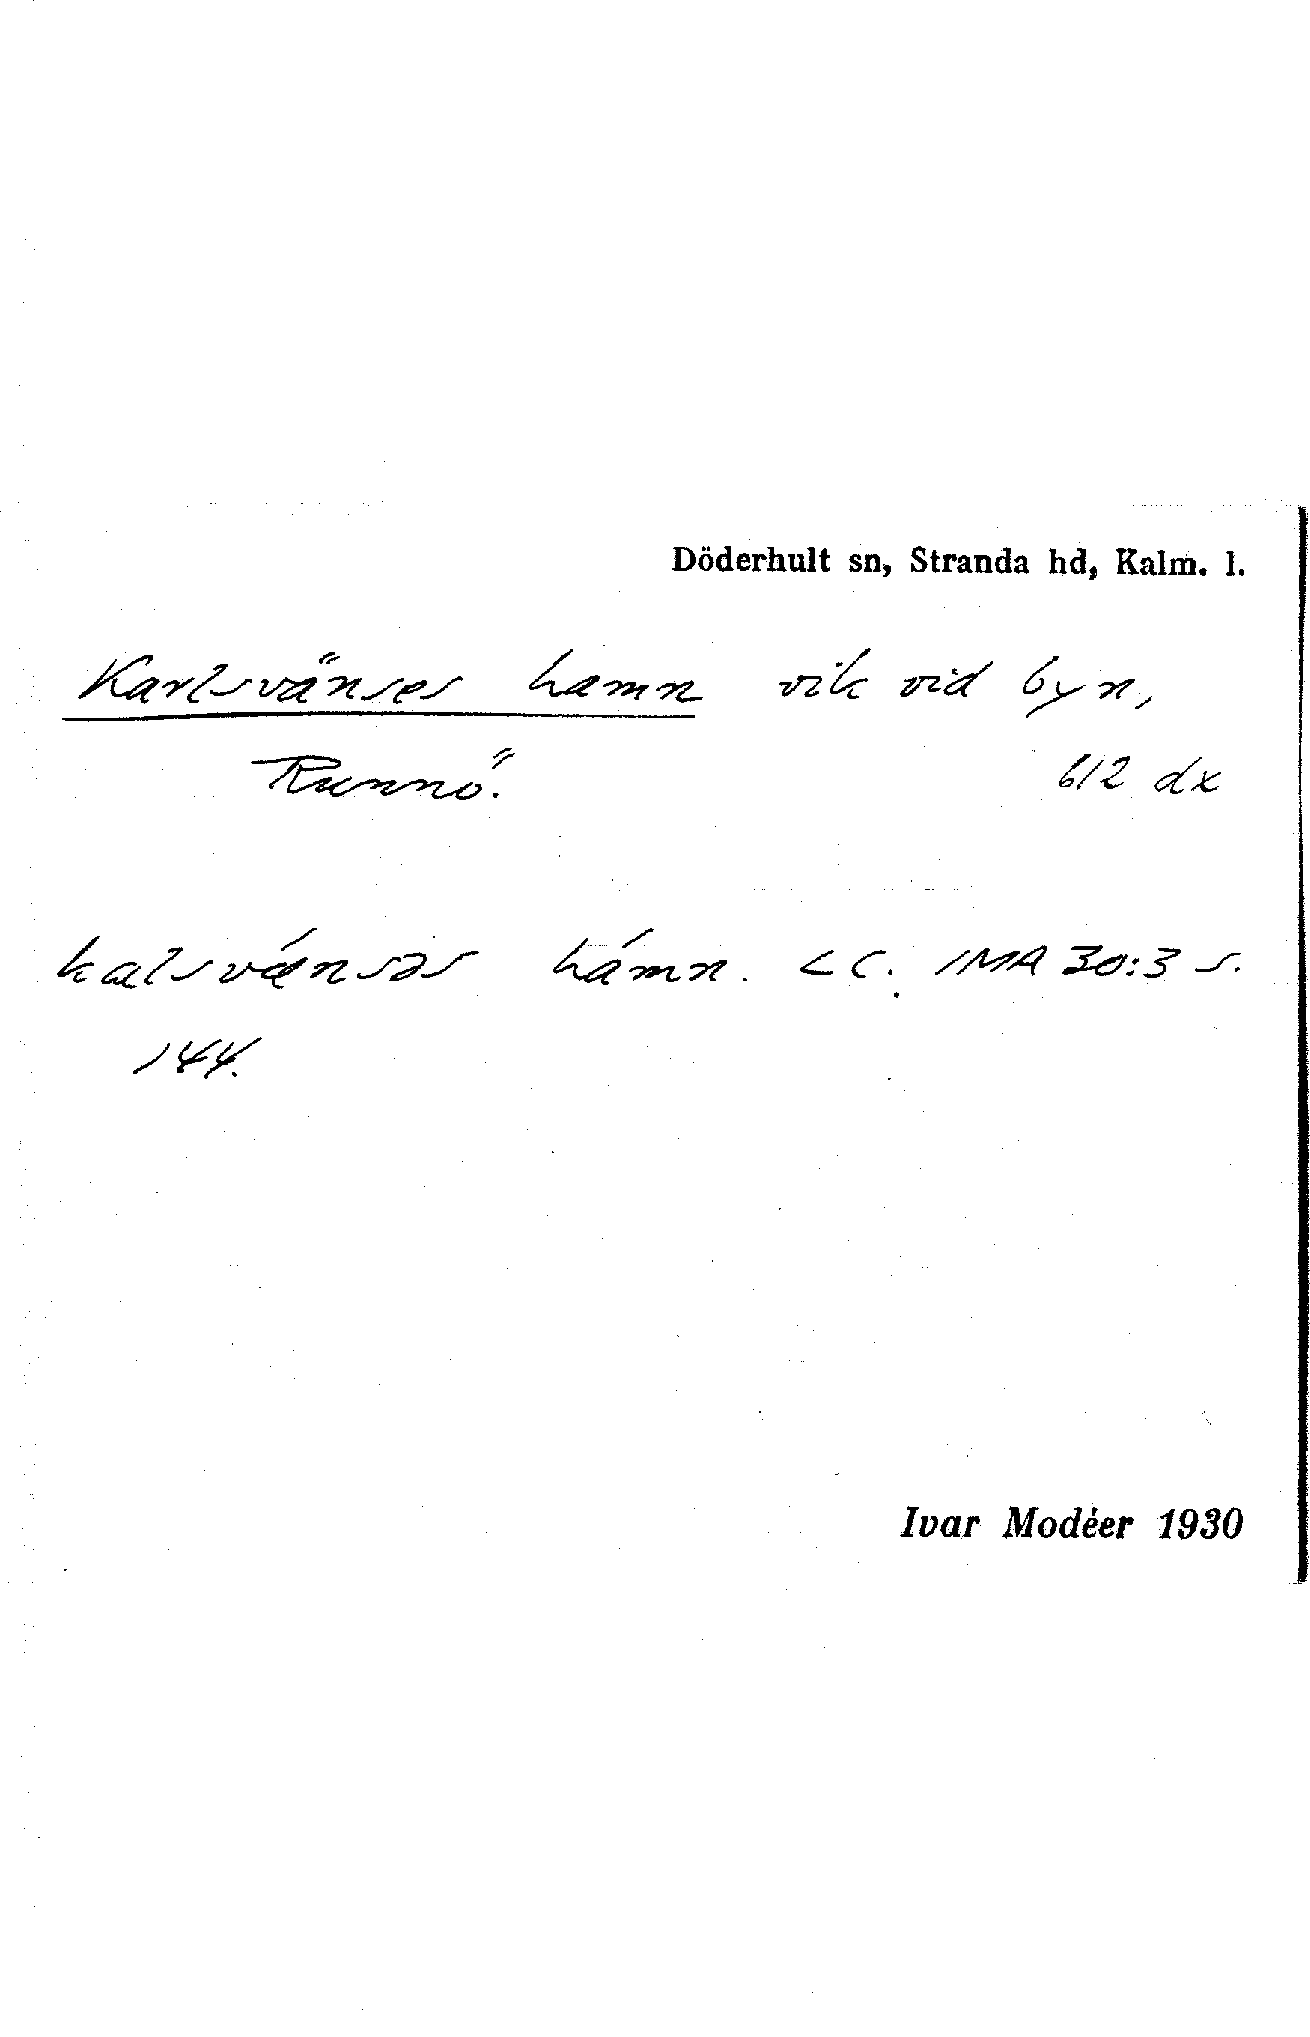 Döderhult sn, Stranda hd, Kalm. l.
Karlsvänses hamn vik vid byn,
Runnö. 612 dx
kalsvǽnsəs hámn. LC. IMA 30:3 s.
144.
Ivar Modéer 1930